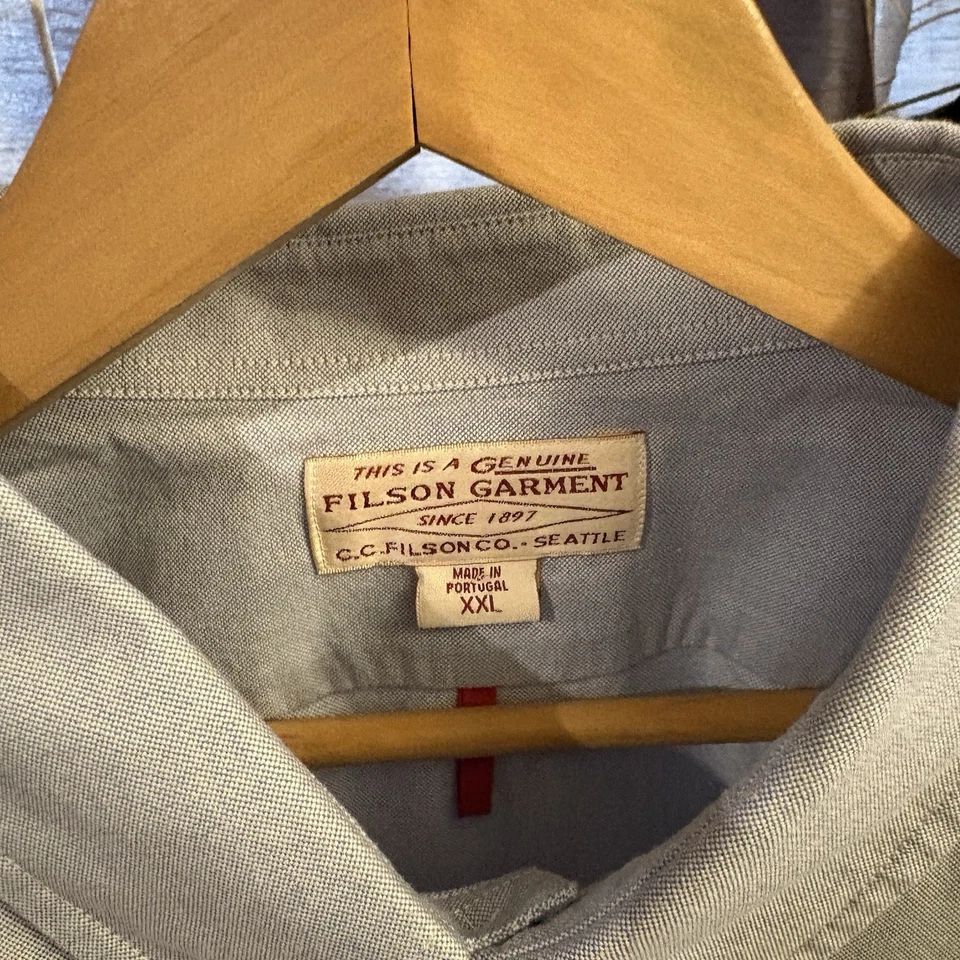 THIS IS A GENUINE
FILSON GARMENT
SINCE 1897
C.C. FILSON CO. - SEATTLE
MADE IN
PORTUGAL
XXL